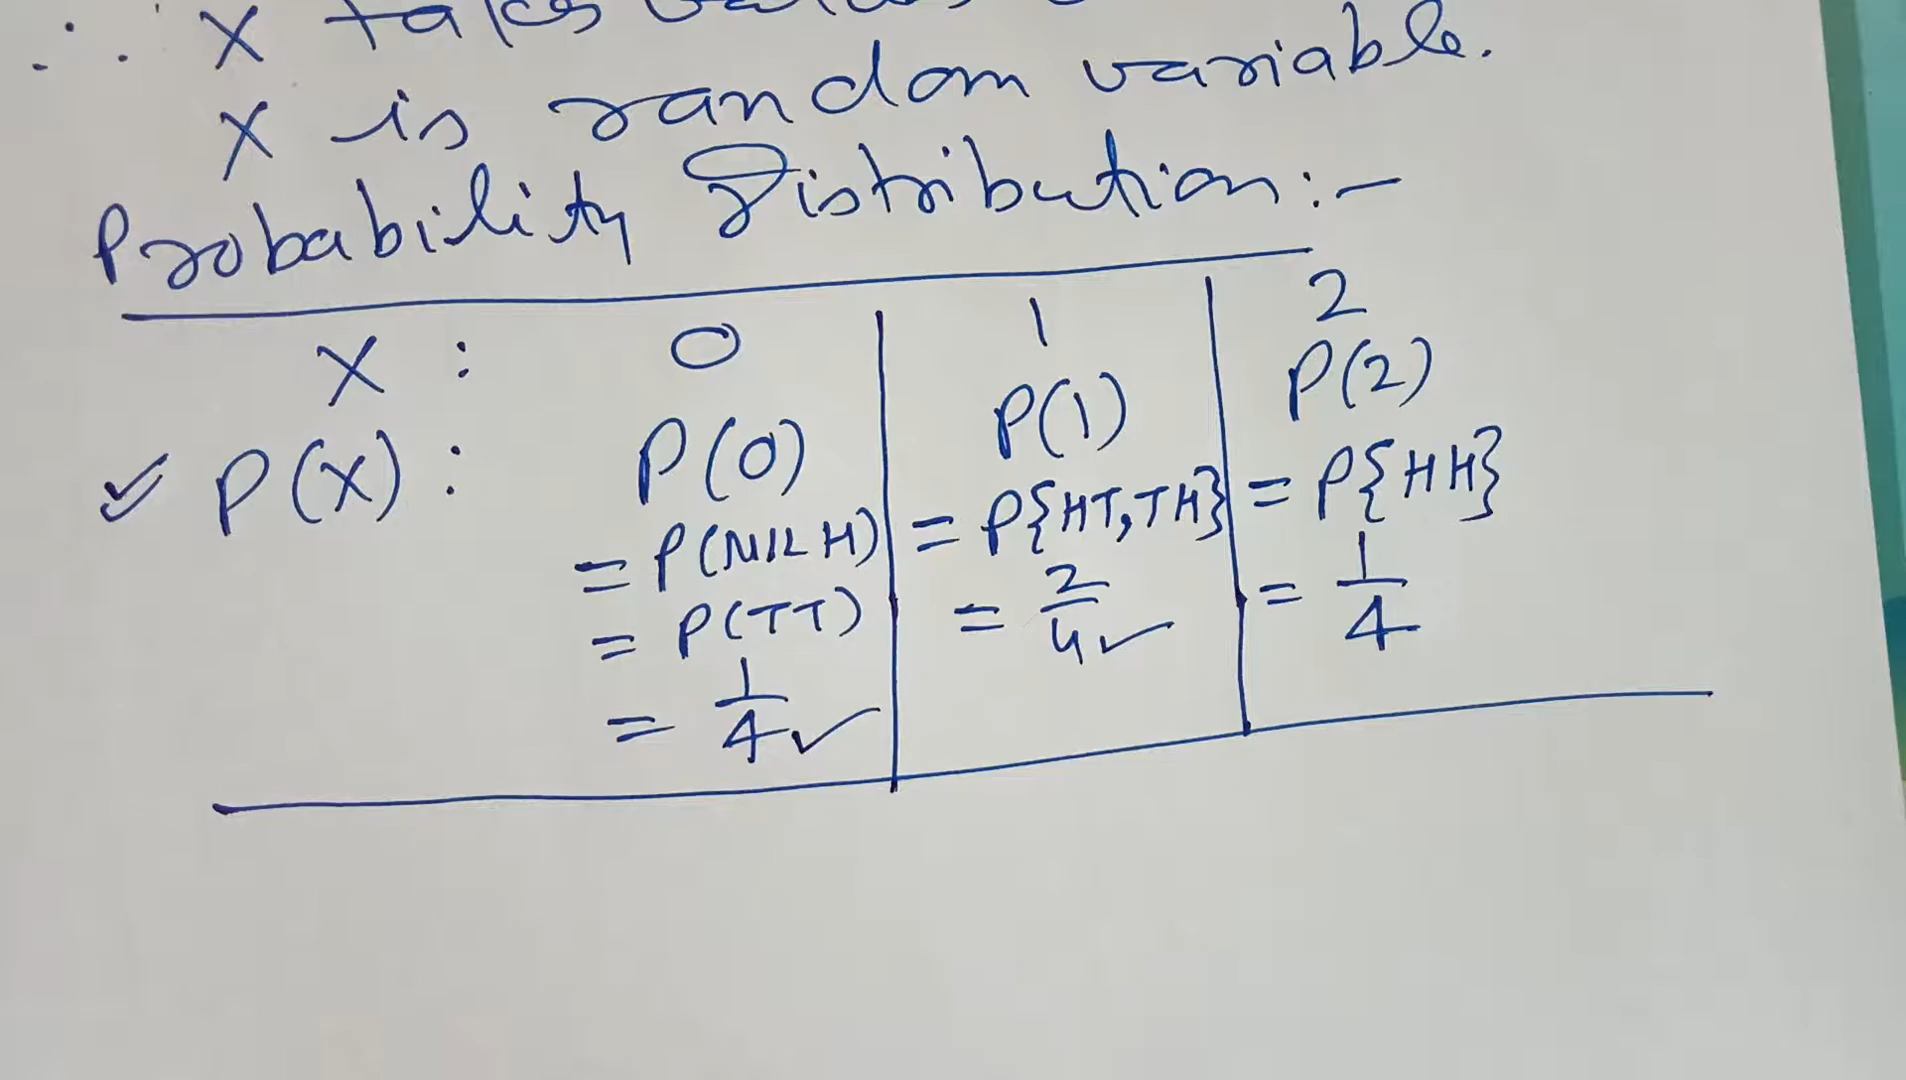 ∴ X takes
X is random variable.
Probability Distribution:-
X : 0 1 2
P(X) : P(0) P(1) P(2)
= P(NIL H) = P{HT,TH} = P{HH}
= P(TT) = 2/4 = 1/4
= 1/4